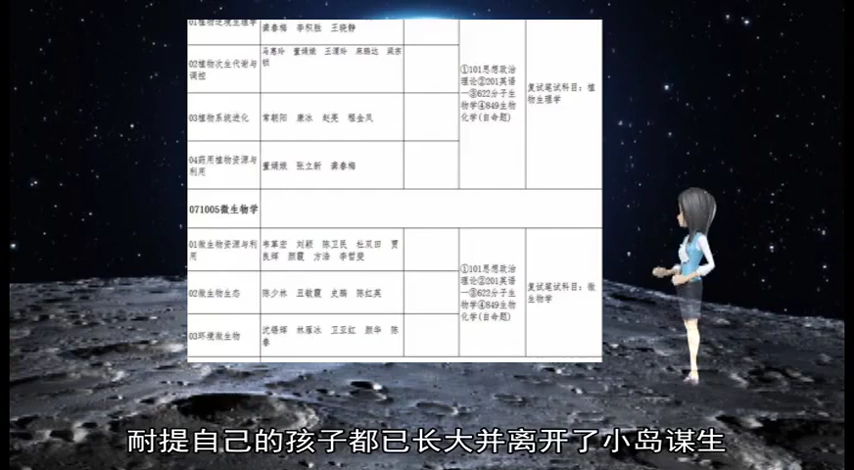 01植物逆境生理学
龚春梅 李积胜 王晓静
02植物次生代谢与
调控
马惠玲 董娟娥 王渭玲 席鹏达 梁宗
锁
03植物系统进化
常朝阳 康冰 赵亮 程金凤
04药用植物资源与
利用
董娟娥 张立新 龚春梅
①101思想政治
理论②201英语
一③622分子生
物学④849生物
化学(自命题)
复试笔试科目：植
物生理学
071005微生物学
01微生物资源与利
用
韦革宏 刘颖 陈卫民 杜双田 贾
良辉 颜霞 方浩 李哲斐
02微生物生态
陈少林 王敏霞 史鹏 陈红英
03环境微生物
沈锡辉 林雁冰 卫亚红 颜华 陈
春
①101思想政治
理论②201英语
一③622分子生
物学④849生物
化学(自命题)
复试笔试科目：微
生物学
耐提自己的孩子都已长大并离开了小岛谋生